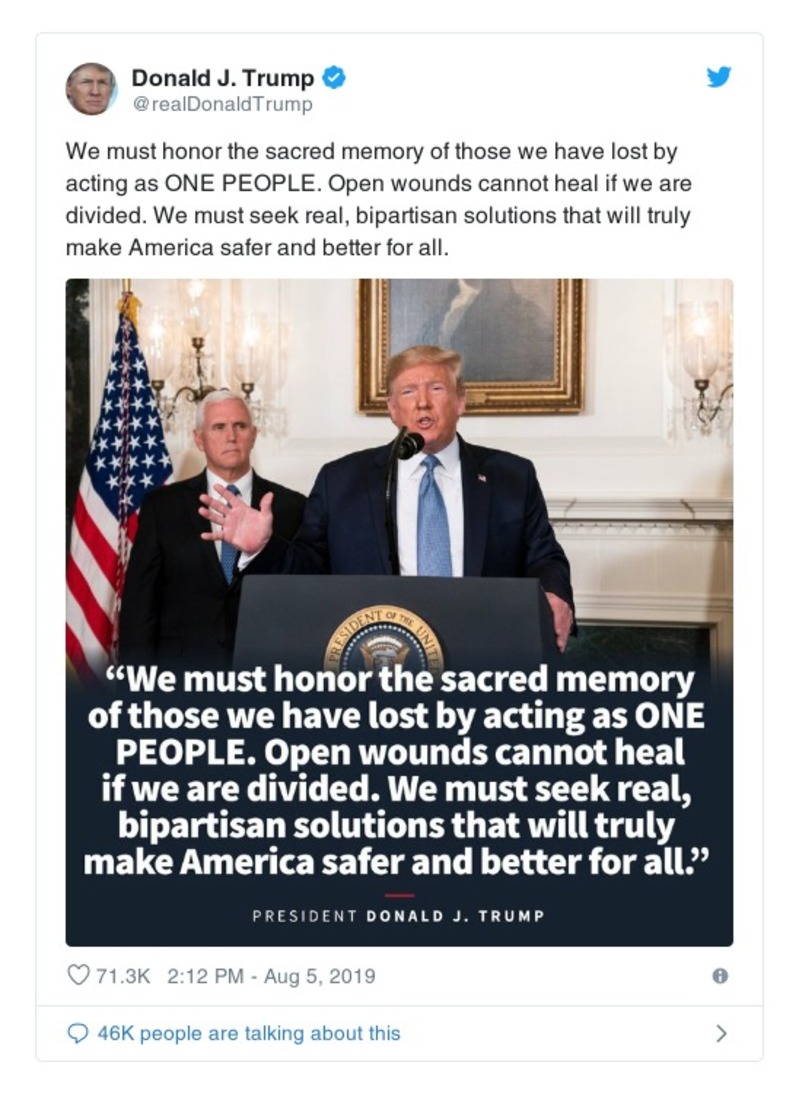 Donald J. Trump
@realDonaldTrump
We must honor the sacred memory of those we have lost by
acting as ONE PEOPLE. Open wounds cannot heal if we are
divided. We must seek real, bipartisan solutions that will truly
make America safer and better for all.
PRESIDENT OF THE UNITED
“We must honor the sacred memory
of those we have lost by acting as ONE
PEOPLE. Open wounds cannot heal
if we are divided. We must seek real,
bipartisan solutions that will truly
make America safer and better for all.”
PRESIDENT DONALD J. TRUMP
71.3K 2:12 PM - Aug 5, 2019
46K people are talking about this